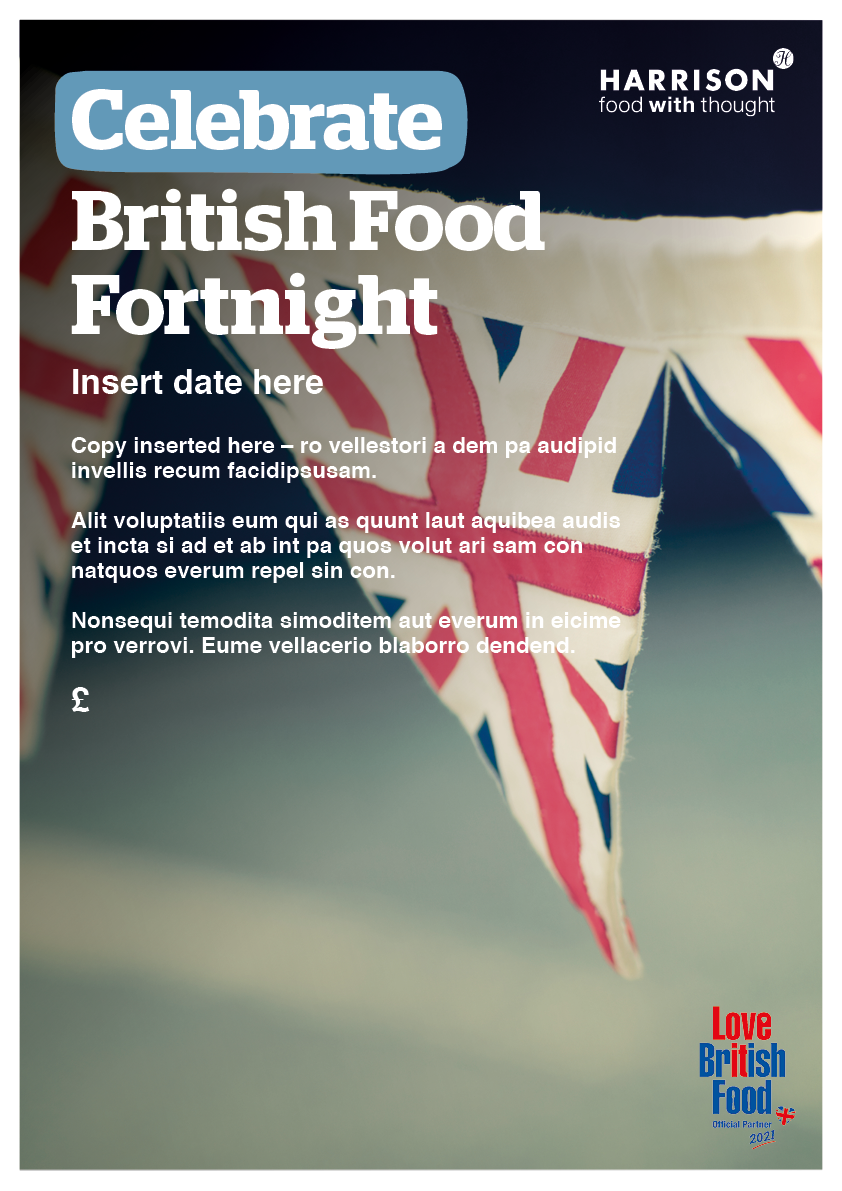 Celebrate
HARRISON
food with thought
British Food
Fortnight
Insert date here
Copy inserted here – ro vellestori a dem pa audipid
invellis recum facidipsusam.
Alit voluptatiis eum qui as quunt laut aquibea audis
et incta si ad et ab int pa quos volut ari sam con
natquos everum repel sin con.
Nonsequi temodita simoditem aut everum in eicime
pro verrovi. Eume vellacerio blaborro dendend.
£
Love
British
Food
Official Partner
2021